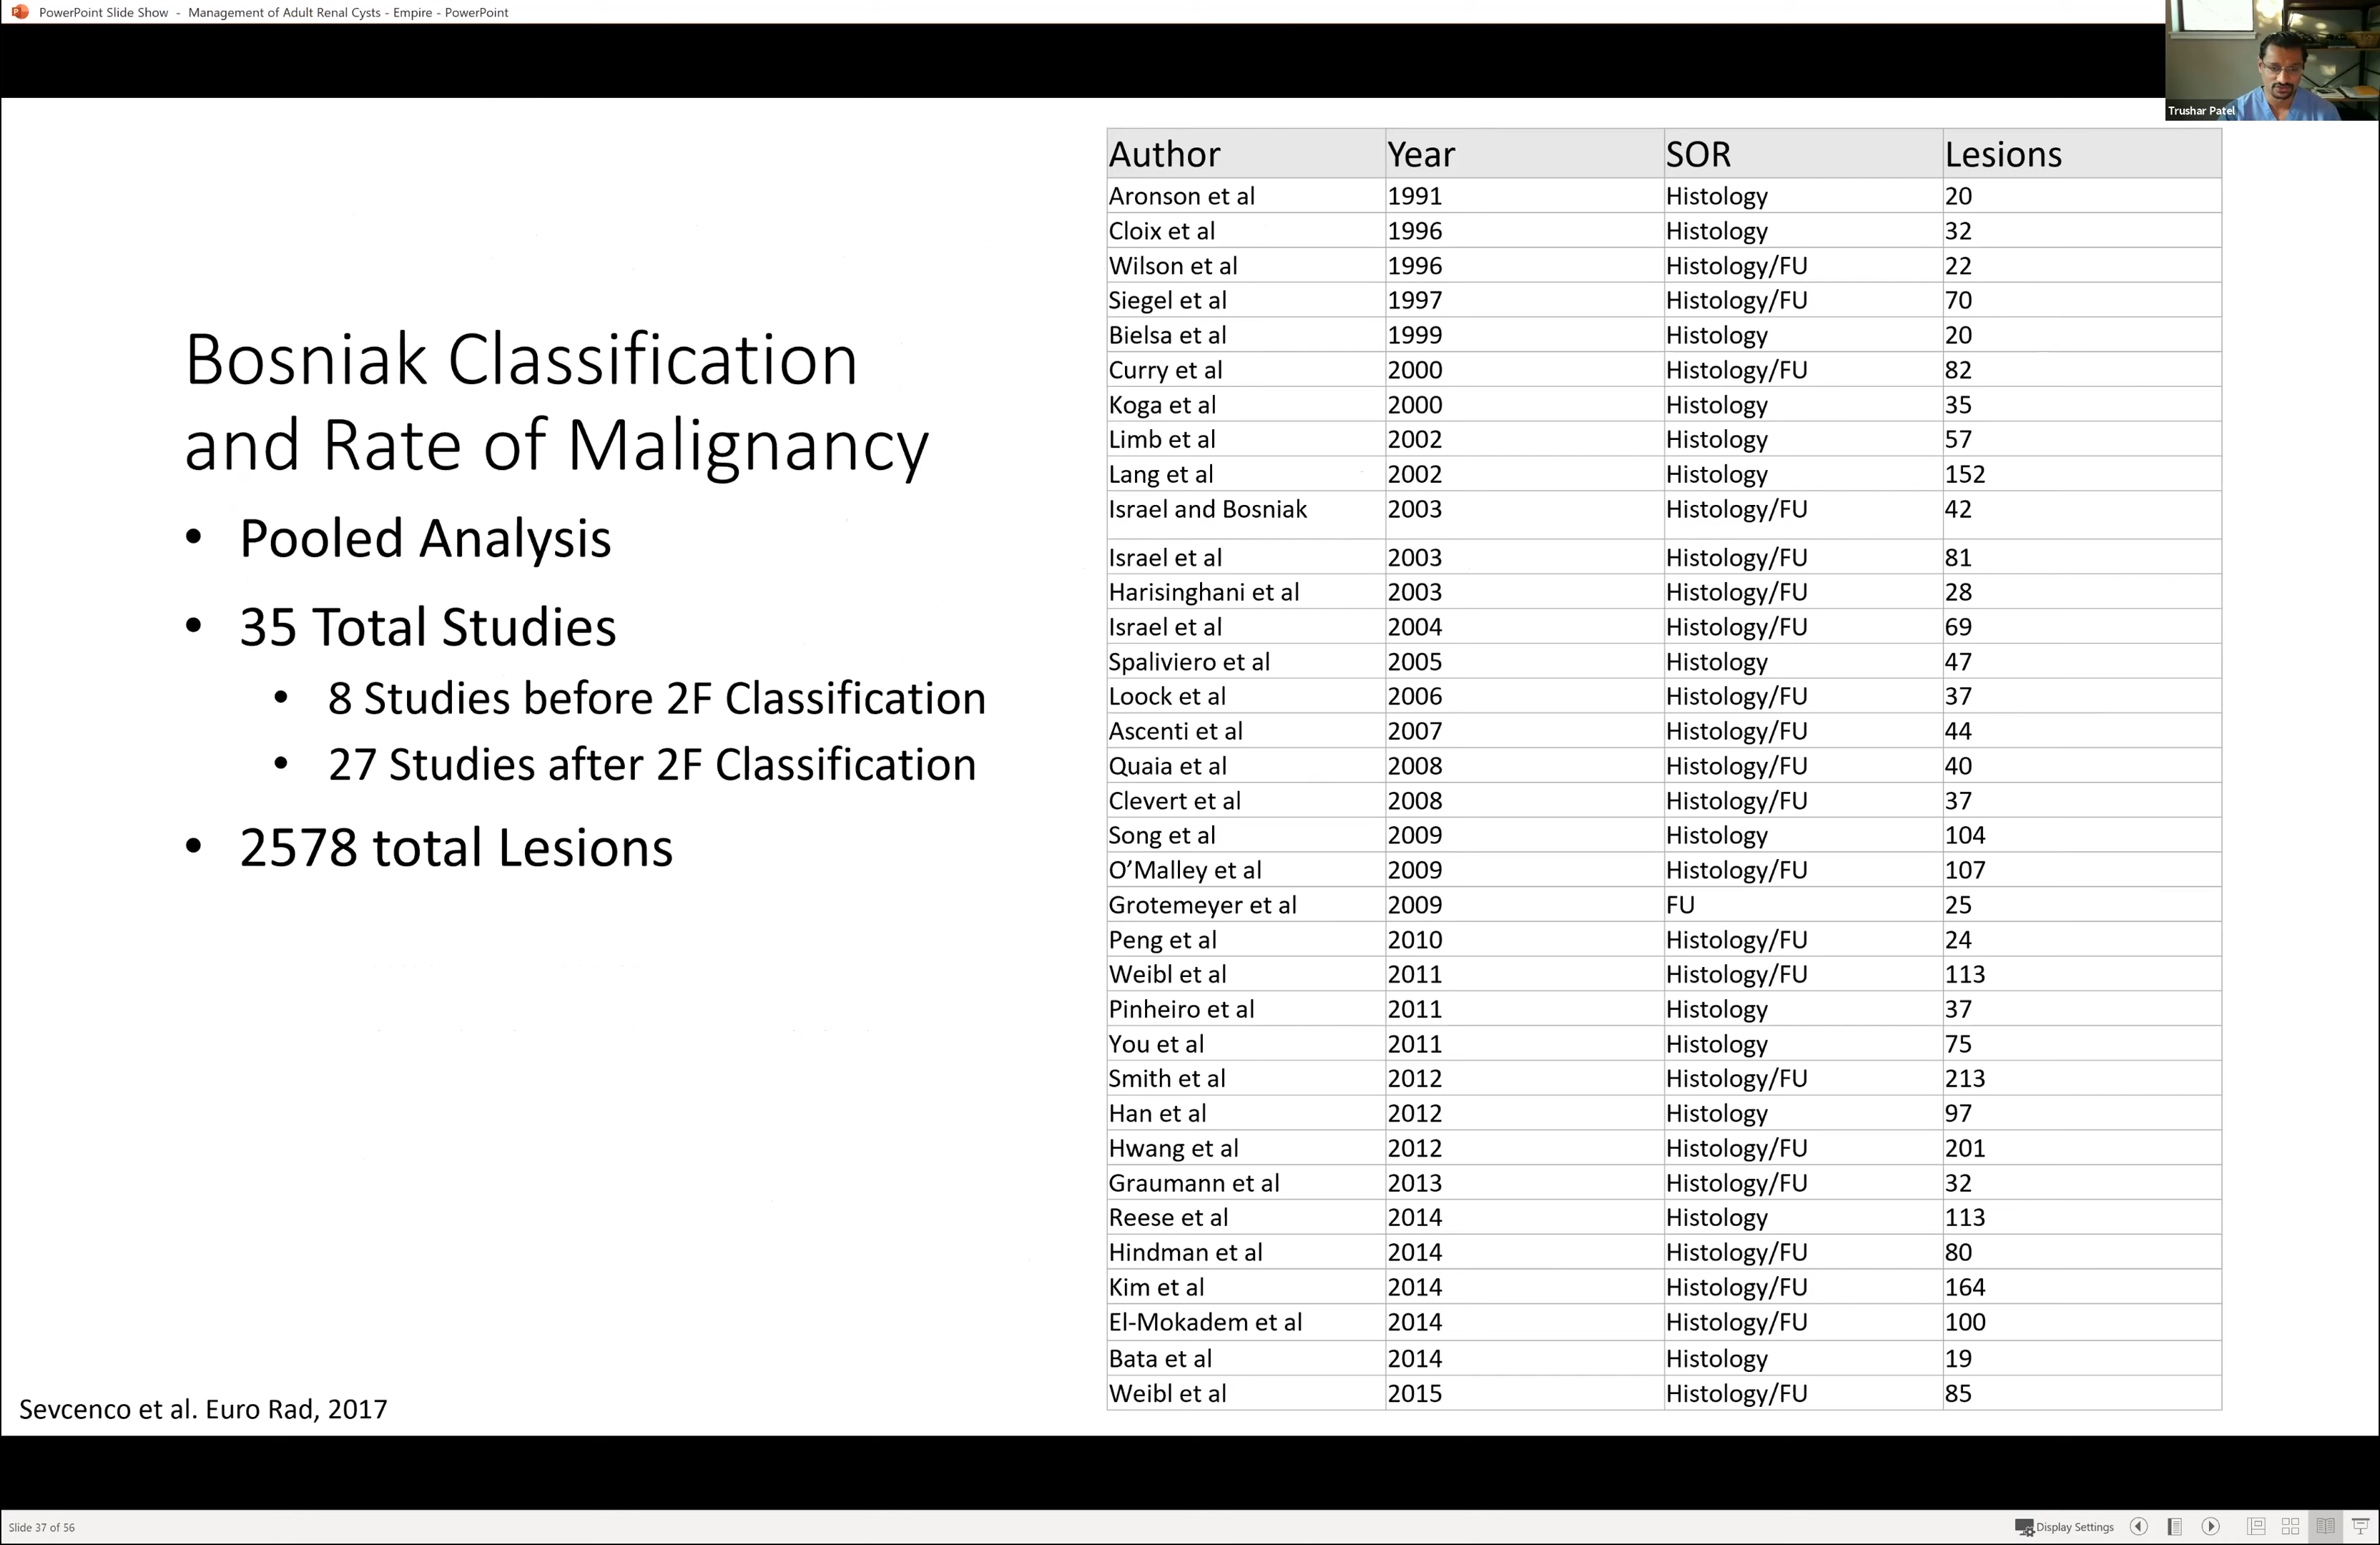 PowerPoint Slide Show - Management of Adult Renal Cysts - Empire - PowerPoint
Trushar Patel
Bosniak Classification
and Rate of Malignancy
• Pooled Analysis
• 35 Total Studies
• 8 Studies before 2F Classification
• 27 Studies after 2F Classification
• 2578 total Lesions
Sevcenco et al. Euro Rad, 2017
Author Year SOR Lesions
Aronson et al 1991 Histology 20
Cloix et al 1996 Histology 32
Wilson et al 1996 Histology/FU 22
Siegel et al 1997 Histology/FU 70
Bielsa et al 1999 Histology 20
Curry et al 2000 Histology/FU 82
Koga et al 2000 Histology 35
Limb et al 2002 Histology 57
Lang et al 2002 Histology 152
Israel and Bosniak 2003 Histology/FU 42
Israel et al 2003 Histology/FU 81
Harisinghani et al 2003 Histology/FU 28
Israel et al 2004 Histology/FU 69
Spaliviero et al 2005 Histology 47
Loock et al 2006 Histology/FU 37
Ascenti et al 2007 Histology/FU 44
Quaia et al 2008 Histology/FU 40
Clevert et al 2008 Histology/FU 37
Song et al 2009 Histology 104
O’Malley et al 2009 Histology/FU 107
Grotemeyer et al 2009 FU 25
Peng et al 2010 Histology/FU 24
Weibl et al 2011 Histology/FU 113
Pinheiro et al 2011 Histology 37
You et al 2011 Histology 75
Smith et al 2012 Histology/FU 213
Han et al 2012 Histology 97
Hwang et al 2012 Histology/FU 201
Graumann et al 2013 Histology/FU 32
Reese et al 2014 Histology 113
Hindman et al 2014 Histology/FU 80
Kim et al 2014 Histology/FU 164
El-Mokadem et al 2014 Histology/FU 100
Bata et al 2014 Histology 19
Weibl et al 2015 Histology/FU 85
Slide 37 of 56
Display Settings